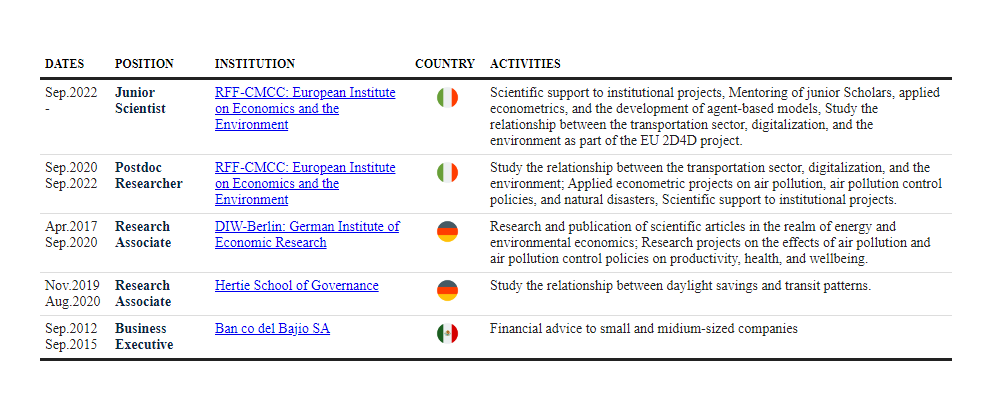 DATES POSITION INSTITUTION COUNTRY ACTIVITIES
Sep.2022 Junior RFF-CMCC: European Institute Scientific support to institutional projects, Mentoring of junior Scholars, applied
- Scientist on Economics and the econometrics, and the development of agent-based models, Study the
Environment relationship between the transportation sector, digitalization, and the
environment as part of the EU 2D4D project.
Sep.2020 Postdoc RFF-CMCC: European Institute Study the relationship between the transportation sector, digitalization, and the
Sep.2022 Researcher on Economics and the environment; Applied econometric projects on air pollution, air pollution control
Environment policies, and natural disasters, Scientific support to institutional projects.
Apr.2017 Research DIW-Berlin: German Institute of Research and publication of scientific articles in the realm of energy and
Sep.2020 Associate Economic Research environmental economics; Research projects on the effects of air pollution and
air pollution control policies on productivity, health, and wellbeing.
Nov.2019 Research Hertie School of Governance Study the relationship between daylight savings and transit patterns.
Aug.2020 Associate
Sep.2012 Business Ban co del Bajio SA Financial advice to small and midium-sized companies
Sep.2015 Executive